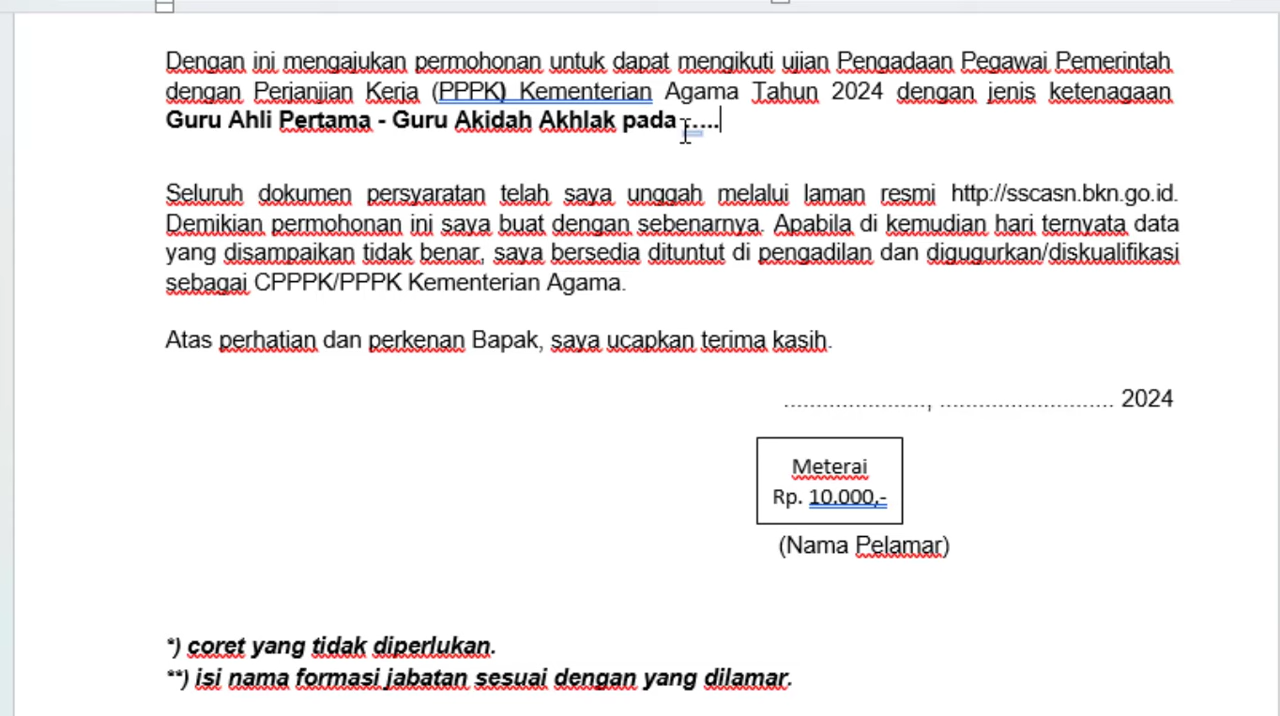 Dengan ini mengajukan permohonan untuk dapat mengikuti ujian Pengadaan Pegawai Pemerintah
dengan Perjanjian Kerja (PPPK) Kementerian Agama Tahun 2024 dengan jenis ketenagaan
Guru Ahli Pertama - Guru Akidah Akhlak pada .....
Seluruh dokumen persyaratan telah saya unggah melalui laman resmi http://sscasn.bkn.go.id.
Demikian permohonan ini saya buat dengan sebenarnya. Apabila di kemudian hari ternyata data
yang disampaikan tidak benar, saya bersedia dituntut di pengadilan dan digugurkan/diskualifikasi
sebagai CPPPK/PPPK Kementerian Agama.
Atas perhatian dan perkenan Bapak, saya ucapkan terima kasih.
......................, ........................... 2024
Meterai
Rp. 10.000,-
(Nama Pelamar)
*) coret yang tidak diperlukan.
**) isi nama formasi jabatan sesuai dengan yang dilamar.